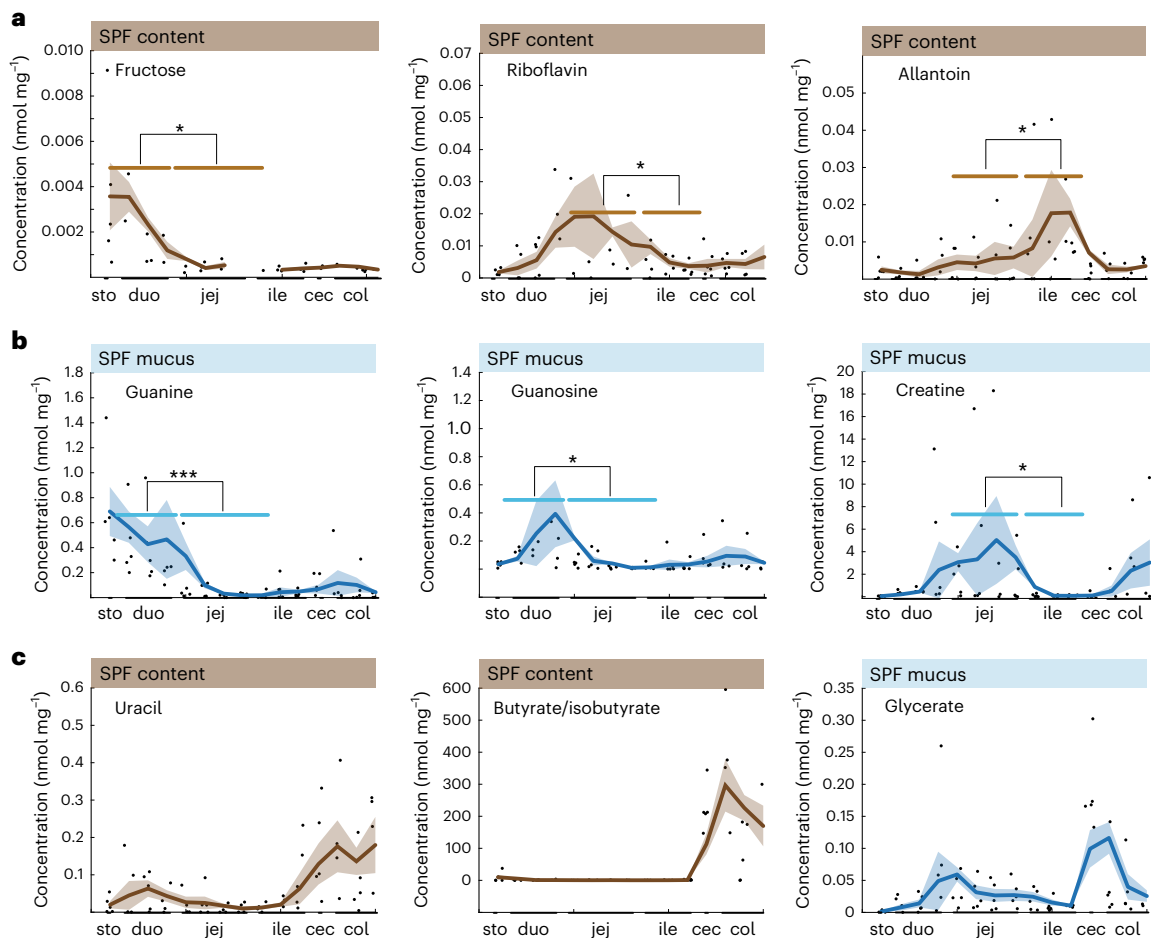 a
SPF content
Concentration (nmol mg⁻¹)
0.010
0.008
0.006
0.004
0.002
Fructose
*
sto duo jej ile cec col
SPF content
Concentration (nmol mg⁻¹)
0.07
0.06
0.05
0.04
0.03
0.02
0.01
0
Riboflavin
*
sto duo jej ile cec col
SPF content
Concentration (nmol mg⁻¹)
0.05
0.04
0.03
0.02
0.01
Allantoin
*
sto duo jej ile cec col
b
SPF mucus
Concentration (nmol mg⁻¹)
1.8
1.6
1.4
1.2
1.0
0.8
0.6
0.4
0.2
Guanine
***
sto duo jej ile cec col
SPF mucus
Concentration (nmol mg⁻¹)
1.4
1.2
1.0
0.8
0.6
0.4
0.2
Guanosine
*
sto duo jej ile cec col
SPF mucus
Concentration (nmol mg⁻¹)
20
18
16
14
12
10
8
6
4
2
Creatine
*
sto duo jej ile cec col
c
SPF content
Concentration (nmol mg⁻¹)
0.6
0.5
0.4
0.3
0.2
0.1
Uracil
sto duo jej ile cec col
SPF content
Concentration (nmol mg⁻¹)
600
500
400
300
200
100
0
Butyrate/isobutyrate
sto duo jej ile cec col
SPF mucus
Concentration (nmol mg⁻¹)
0.35
0.30
0.25
0.20
0.15
0.10
0.05
0
Glycerate
sto duo jej ile cec col